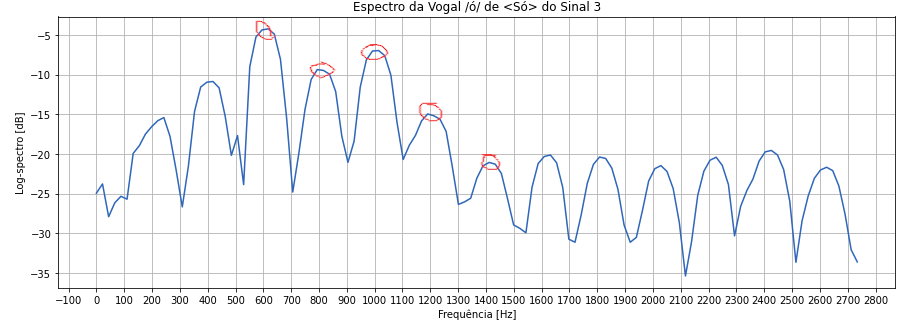 Espectro da Vogal /ó/ de <Só> do Sinal 3
Log-spectro [dB]
−5
−10
−15
−20
−25
−30
−35
−100 0 100 200 300 400 500 600 700 800 900 1000 1100 1200 1300 1400 1500 1600 1700 1800 1900 2000 2100 2200 2300 2400 2500 2600 2700 2800
Frequência [Hz]